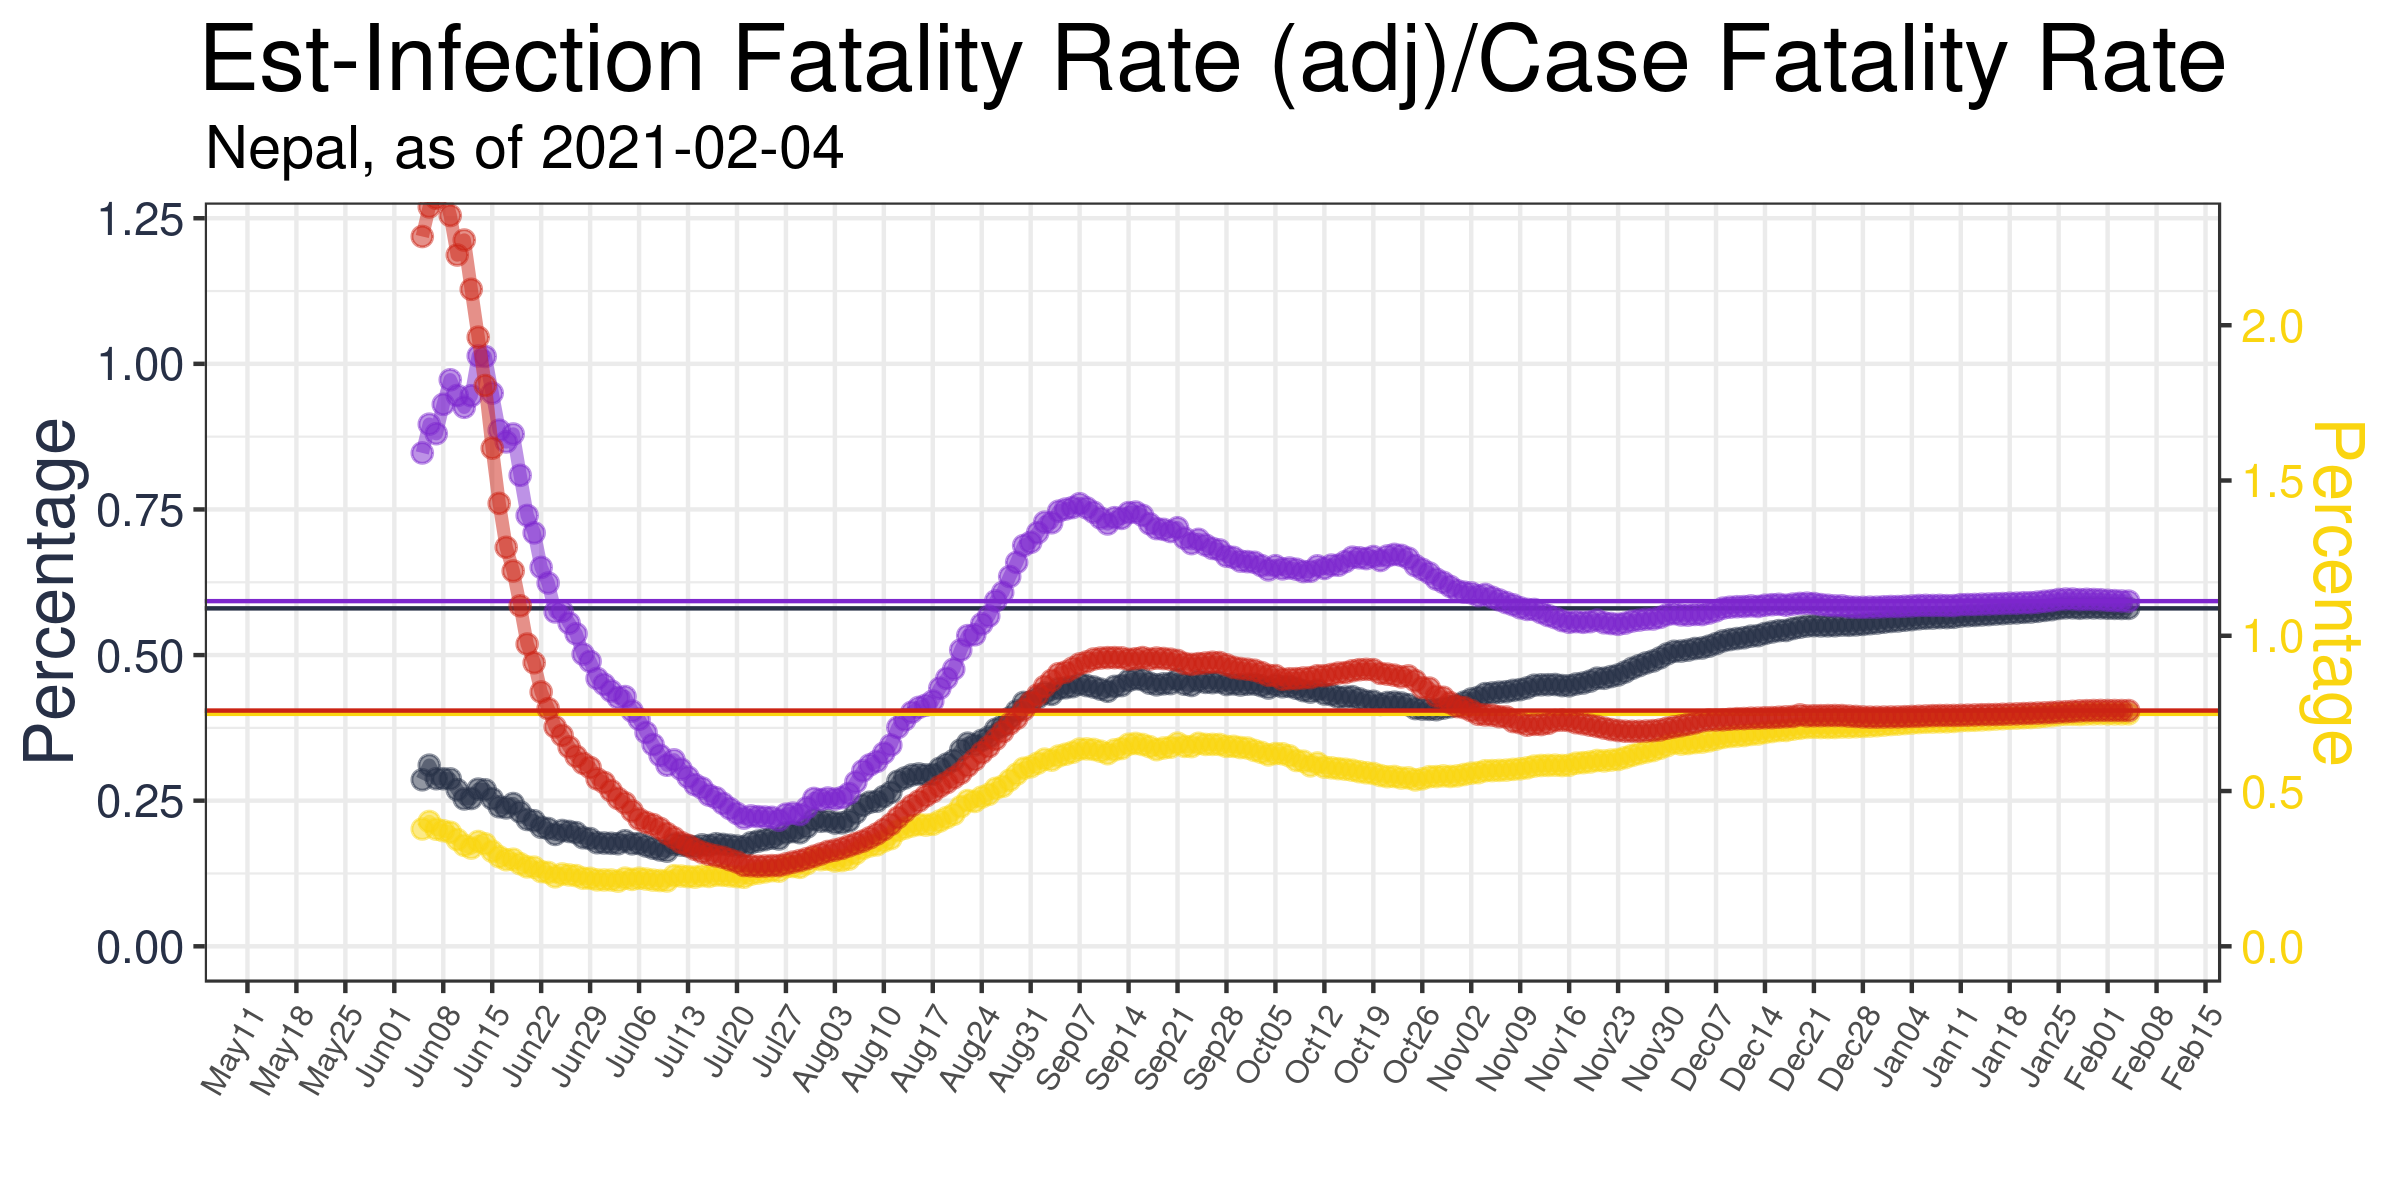 Est-Infection Fatality Rate (adj)/Case Fatality Rate
Nepal, as of 2021-02-04
Percentage
1.25
1.00
0.75
0.50
0.25
0.00
2.0
1.5
1.0
0.5
0.0
Percentage
May11
May18
May25
Jun01
Jun08
Jun15
Jun22
Jun29
Jul06
Jul13
Jul20
Jul27
Aug03
Aug10
Aug17
Aug24
Aug31
Sep07
Sep14
Sep21
Sep28
Oct05
Oct12
Oct19
Oct26
Nov02
Nov09
Nov16
Nov23
Nov30
Dec07
Dec14
Dec21
Dec28
Jan04
Jan11
Jan18
Jan25
Feb01
Feb08
Feb15